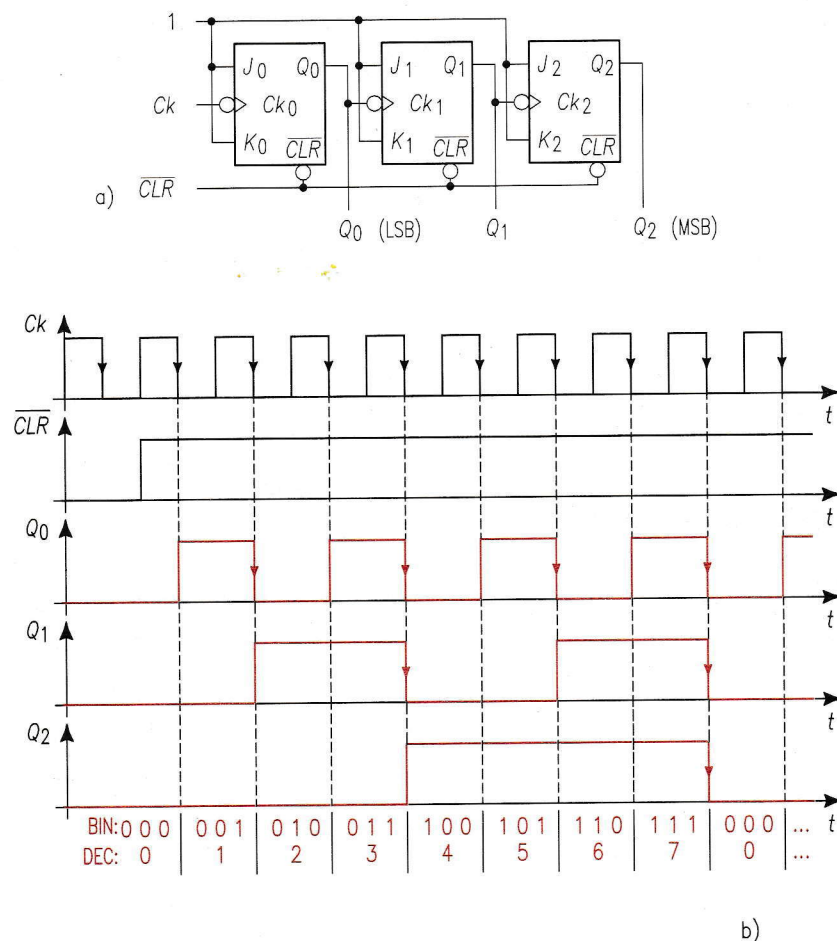 1
J0 Q0 J1 Q1 J2 Q2
Ck Ck0 Ck1 Ck2
K0 CLR K1 CLR K2 CLR
a) CLR
Q0 (LSB) Q1 Q2 (MSB)
Ck
t
CLR
t
Q0
t
Q1
t
Q2
t
BIN: 0 0 0 0 0 1 0 1 0 0 1 1 1 0 0 1 0 1 1 1 0 1 1 1 0 0 0 ...
DEC: 0 1 2 3 4 5 6 7 0 ...
b)